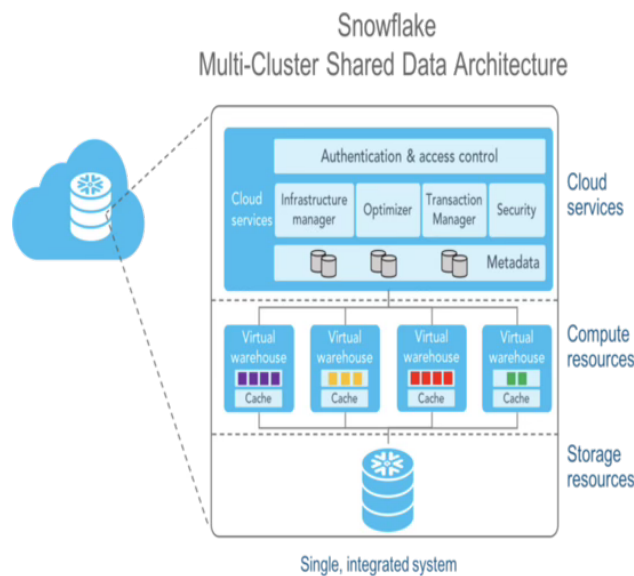 Snowflake
Multi-Cluster Shared Data Architecture
Authentication & access control
Cloud
services
Infrastructure
manager
Optimizer
Transaction
Manager
Security
Metadata
Cloud
services
Virtual
warehouse
Cache
Virtual
warehouse
Cache
Virtual
warehouse
Cache
Virtual
warehouse
Cache
Compute
resources
Storage
resources
Single, integrated system